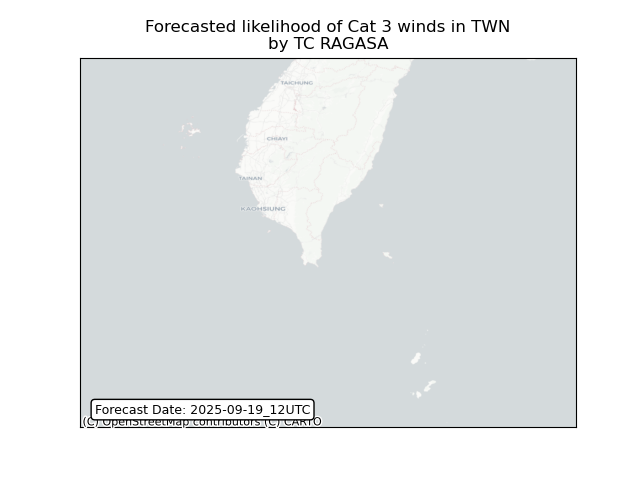 Forecasted likelihood of Cat 3 winds in TWN
by TC RAGASA
TAICHUNG
CHIAYI
TAINAN
KAOHSIUNG
Forecast Date: 2025-09-19_12UTC
(C) OpenStreetMap contributors (C) CARTO